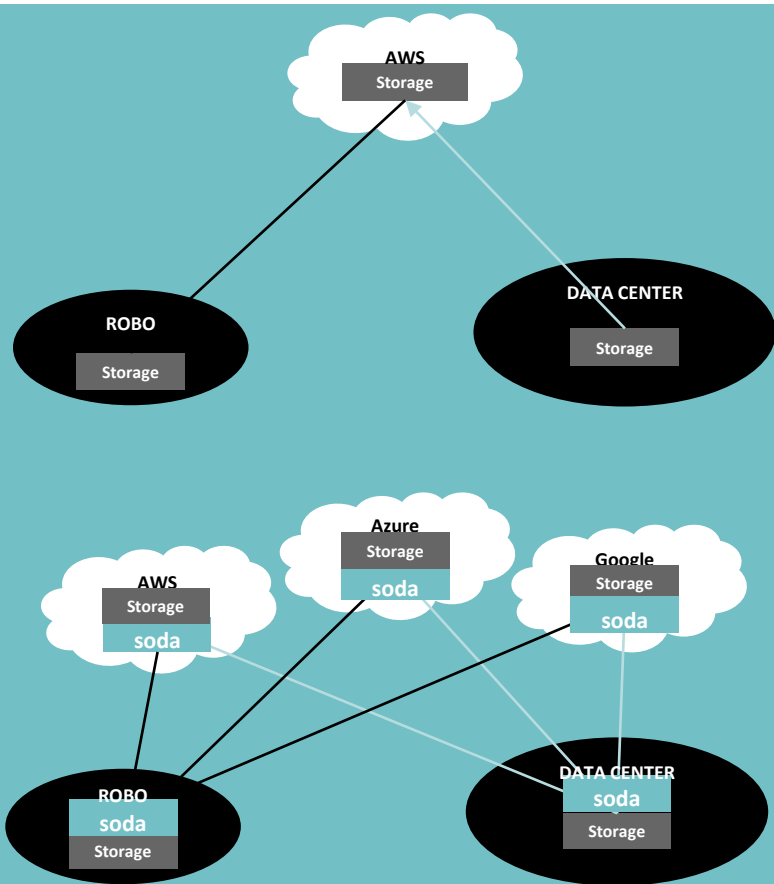 AWS
Storage
DATA CENTER
ROBO
Storage
Storage
Azure
Storage
soda
Google
Storage
soda
AWS
Storage
soda
ROBO
soda
Storage
DATA CENTER
soda
Storage